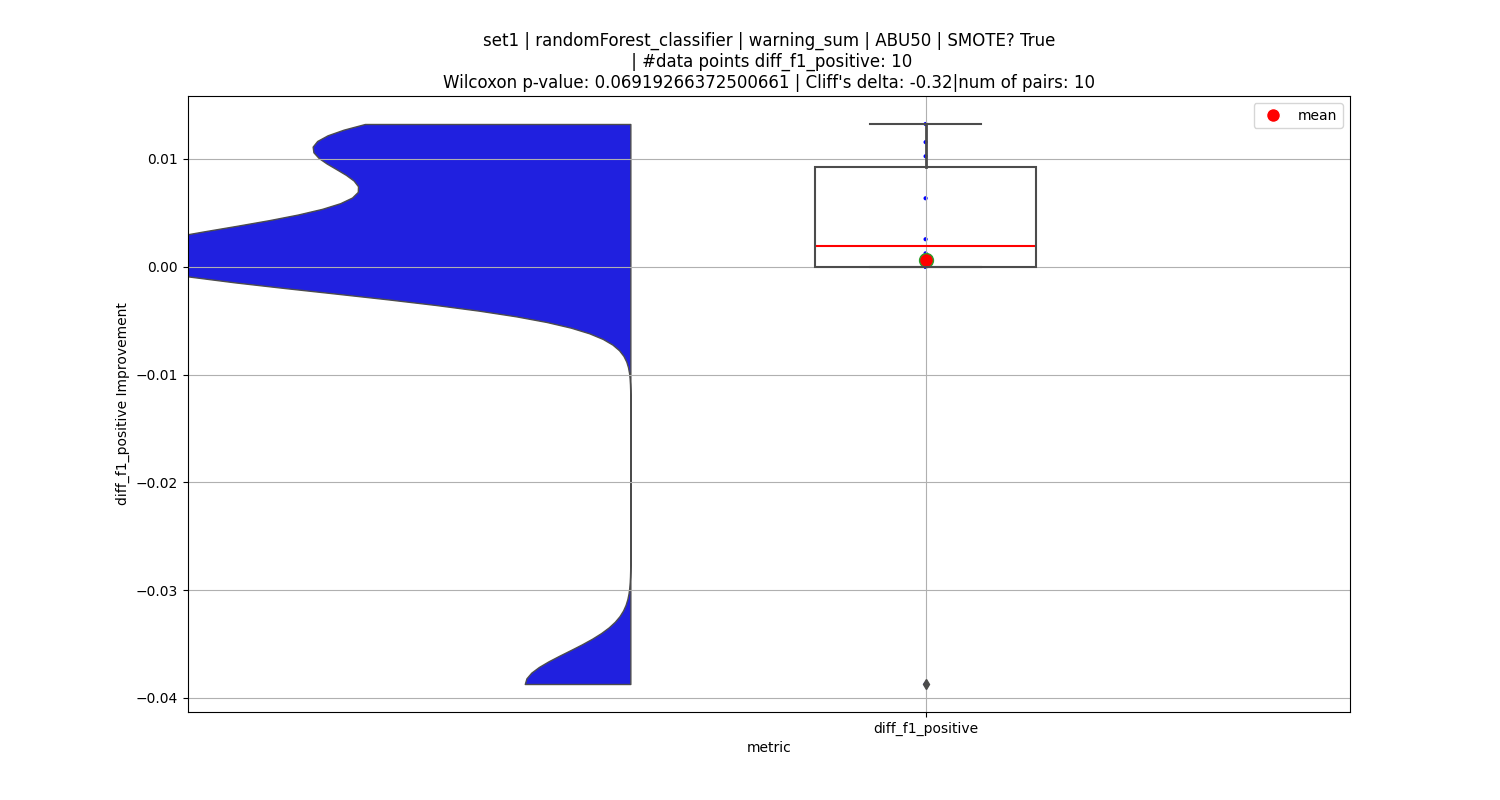 set1 | randomForest_classifier | warning_sum | ABU50 | SMOTE? True
| #data points diff_f1_positive: 10
Wilcoxon p-value: 0.06919266372500661 | Cliff's delta: -0.32|num of pairs: 10
mean
0.01
0.00
−0.01
−0.02
−0.03
−0.04
diff_f1_positive Improvement
diff_f1_positive
metric